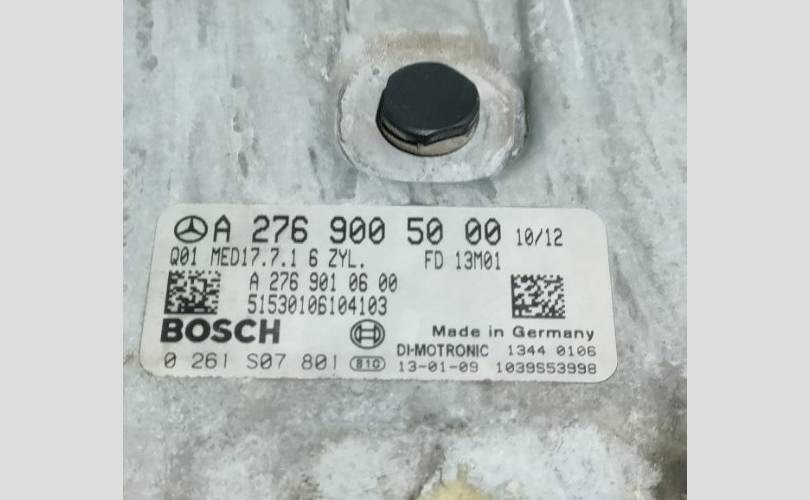 A 276 900 50 00 10/12
Q01 MED17.7.1 6 ZYL. FD 13M01
A 276 901 06 00
51530106104103
BOSCH Made in Germany
DI-MOTRONIC 1344 0106
0 261 S07 801 810 13-01-09 1039S53998